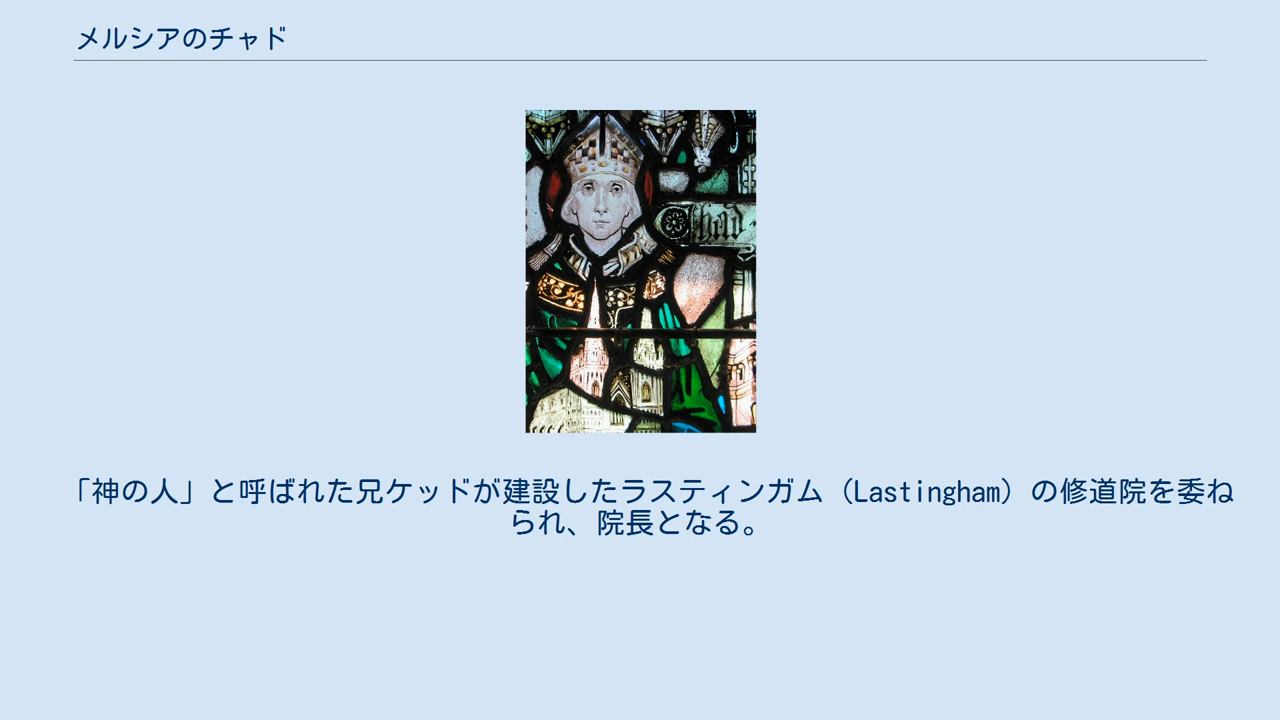 メルシアのチャド
Chad
「神の人」と呼ばれた兄ケッドが建設したラスティンガム（Lastingham）の修道院を委ね
られ、院長となる。